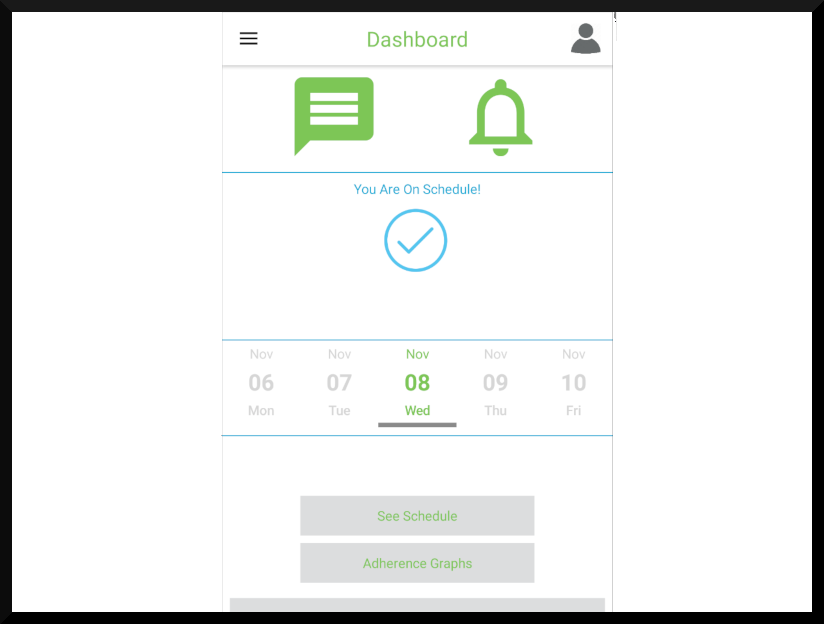 Dashboard
You Are On Schedule!
Nov Nov Nov Nov Nov
06 07 08 09 10
Mon Tue Wed Thu Fri
See Schedule
Adherence Graphs